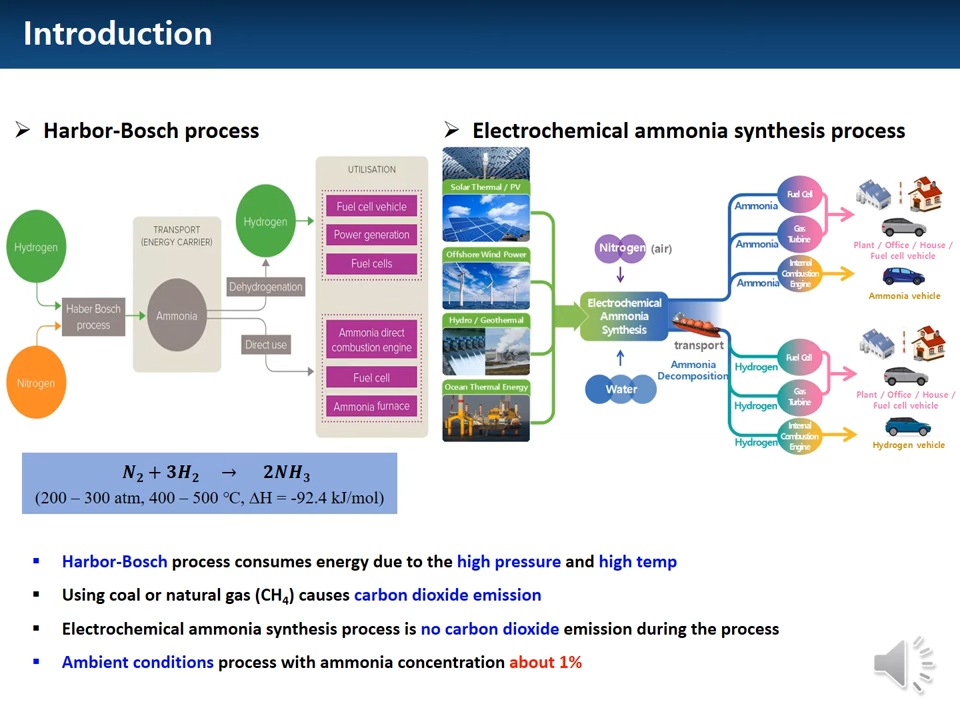 Introduction
➢ Harbor-Bosch process
➢ Electrochemical ammonia synthesis process
Hydrogen
Nitrogen
Haber Bosch
process
TRANSPORT
(ENERGY CARRIER)
Ammonia
Hydrogen
Dehydrogenation
Direct use
UTILISATION
Fuel cell vehicle
Power generation
Fuel cells
Ammonia direct
combustion engine
Fuel cell
Ammonia furnace
Solar Thermal / PV
Offshore Wind Power
Hydro / Geothermal
Ocean Thermal Energy
Nitrogen (air)
Electrochemical
Ammonia
Synthesis
Water
transport
Ammonia
Decomposition
Ammonia
Fuel Cell
Ammonia
Gas
Turbine
Ammonia
Internal
Combustion
Engine
Plant / Office / House /
Fuel cell vehicle
Ammonia vehicle
Hydrogen
Fuel Cell
Hydrogen
Gas
Turbine
Hydrogen
Internal
Combustion
Engine
Plant / Office / House /
Fuel cell vehicle
Hydrogen vehicle
N₂ + 3H₂ → 2NH₃
(200 – 300 atm, 400 – 500 ℃, ΔH = -92.4 kJ/mol)
▪ Harbor-Bosch process consumes energy due to the high pressure and high temp
▪ Using coal or natural gas (CH₄) causes carbon dioxide emission
▪ Electrochemical ammonia synthesis process is no carbon dioxide emission during the process
▪ Ambient conditions process with ammonia concentration about 1%